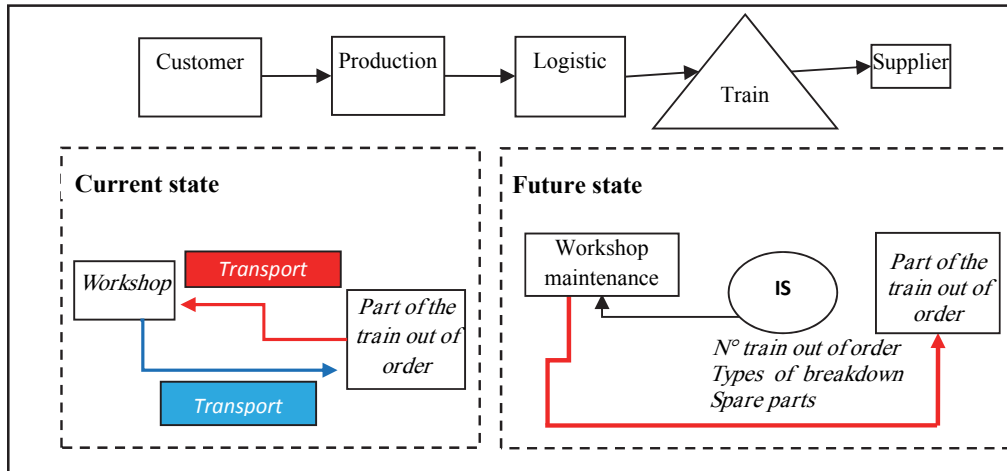 Customer
Production
Logistic
Train
Supplier
Current state
Transport
Workshop
Part of the
train out of
order
Transport
Future state
Workshop
maintenance
IS
Part of the
train out of
order
N° train out of order
Types of breakdown
Spare parts